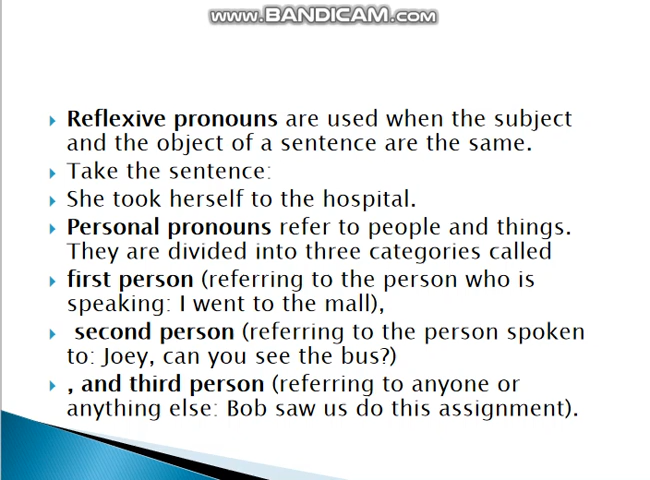 www.BANDICAM.com
Reflexive pronouns are used when the subject
and the object of a sentence are the same.
Take the sentence:
She took herself to the hospital.
Personal pronouns refer to people and things.
They are divided into three categories called
first person (referring to the person who is
speaking: I went to the mall),
second person (referring to the person spoken
to: Joey, can you see the bus?)
, and third person (referring to anyone or
anything else: Bob saw us do this assignment).